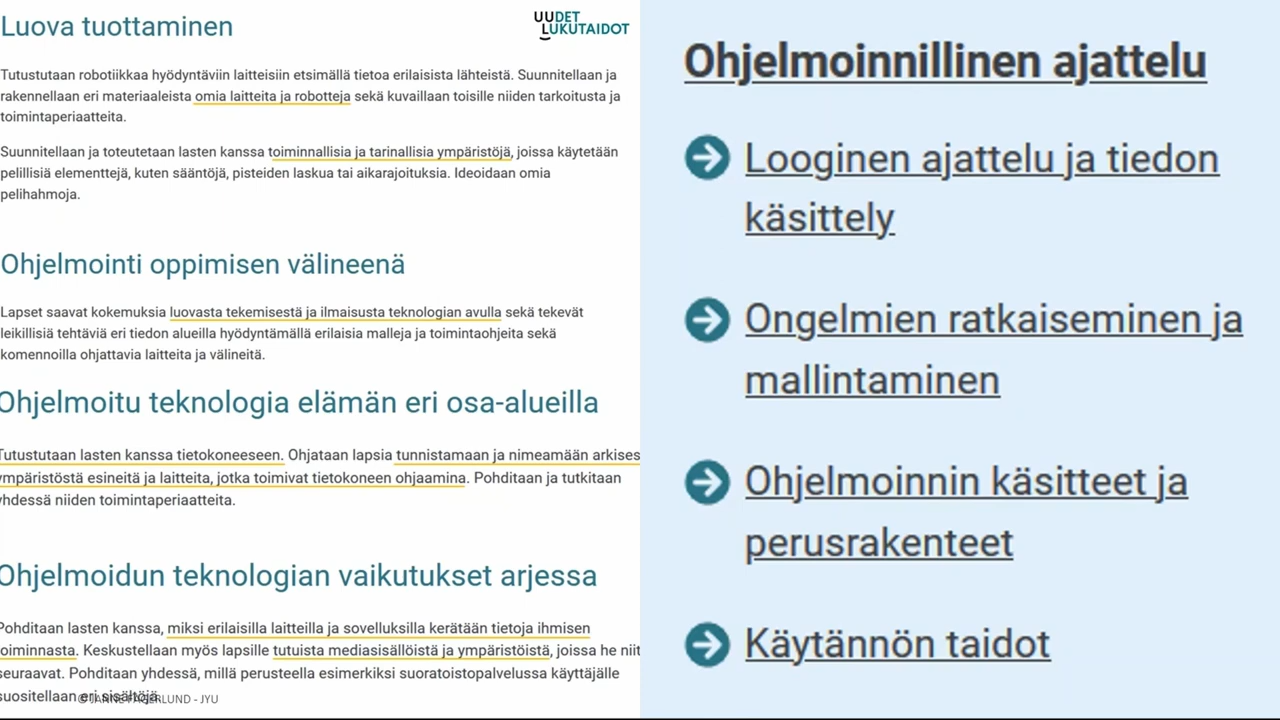 Luova tuottaminen
UUDET
LUKUTAIDOT
Tutustutaan robotiikkaa hyödyntäviin laitteisiin etsimällä tietoa erilaisista lähteistä. Suunnitellaan ja
rakennellaan eri materiaaleista omia laitteita ja robotteja sekä kuvaillaan toisille niiden tarkoitusta ja
toimintaperiaatteita.
Suunnitellaan ja toteutetaan lasten kanssa toiminnallisia ja tarinallisia ympäristöjä, joissa käytetään
pelillisiä elementtejä, kuten sääntöjä, pisteiden laskua tai aikarajoituksia. Ideoidaan omia
pelihahmoja.
Ohjelmointi oppimisen välineenä
Lapset saavat kokemuksia luovasta tekemisestä ja ilmaisusta teknologian avulla sekä tekevät
leikillisiä tehtäviä eri tiedon alueilla hyödyntämällä erilaisia malleja ja toimintaohjeita sekä
komennoilla ohjattavia laitteita ja välineitä.
Ohjelmoitu teknologia elämän eri osa-alueilla
Tutustutaan lasten kanssa tietokoneeseen. Ohjataan lapsia tunnistamaan ja nimeämään arkises
ympäristöstä esineitä ja laitteita, jotka toimivat tietokoneen ohjaamina. Pohditaan ja tutkitaan
yhdessä niiden toimintaperiaatteita.
Ohjelmoidun teknologian vaikutukset arjessa
Pohditaan lasten kanssa, miksi erilaisilla laitteilla ja sovelluksilla kerätään tietoja ihmisen
toiminnasta. Keskustellaan myös lapsille tutuista mediasisällöistä ja ympäristöistä, joissa he niit
seuraavat. Pohditaan yhdessä, millä perusteella esimerkiksi suoratoistopalvelussa käyttäjälle
suositellaan eri sisältöjä.
© JANNE FAGERLUND - JYU
Ohjelmoinnillinen ajattelu
Looginen ajattelu ja tiedon
käsittely
Ongelmien ratkaiseminen ja
mallintaminen
Ohjelmoinnin käsitteet ja
perusrakenteet
Käytännön taidot